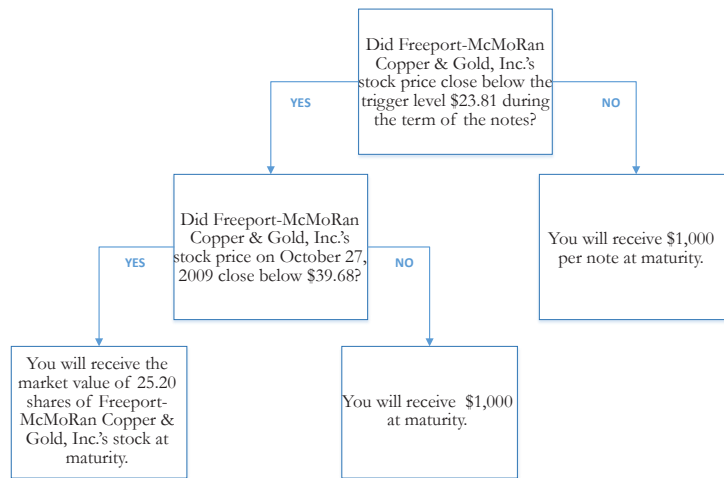 Did Freeport-McMoRan
Copper & Gold, Inc.'s
stock price close below the
trigger level $23.81 during
the term of the notes?
YES
NO
Did Freeport-McMoRan
Copper & Gold, Inc.'s
stock price on October 27,
2009 close below $39.68?
You will receive $1,000
per note at maturity.
YES
NO
You will receive the
market value of 25.20
shares of Freeport-
McMoRan Copper &
Gold, Inc.'s stock at
maturity.
You will receive $1,000
at maturity.